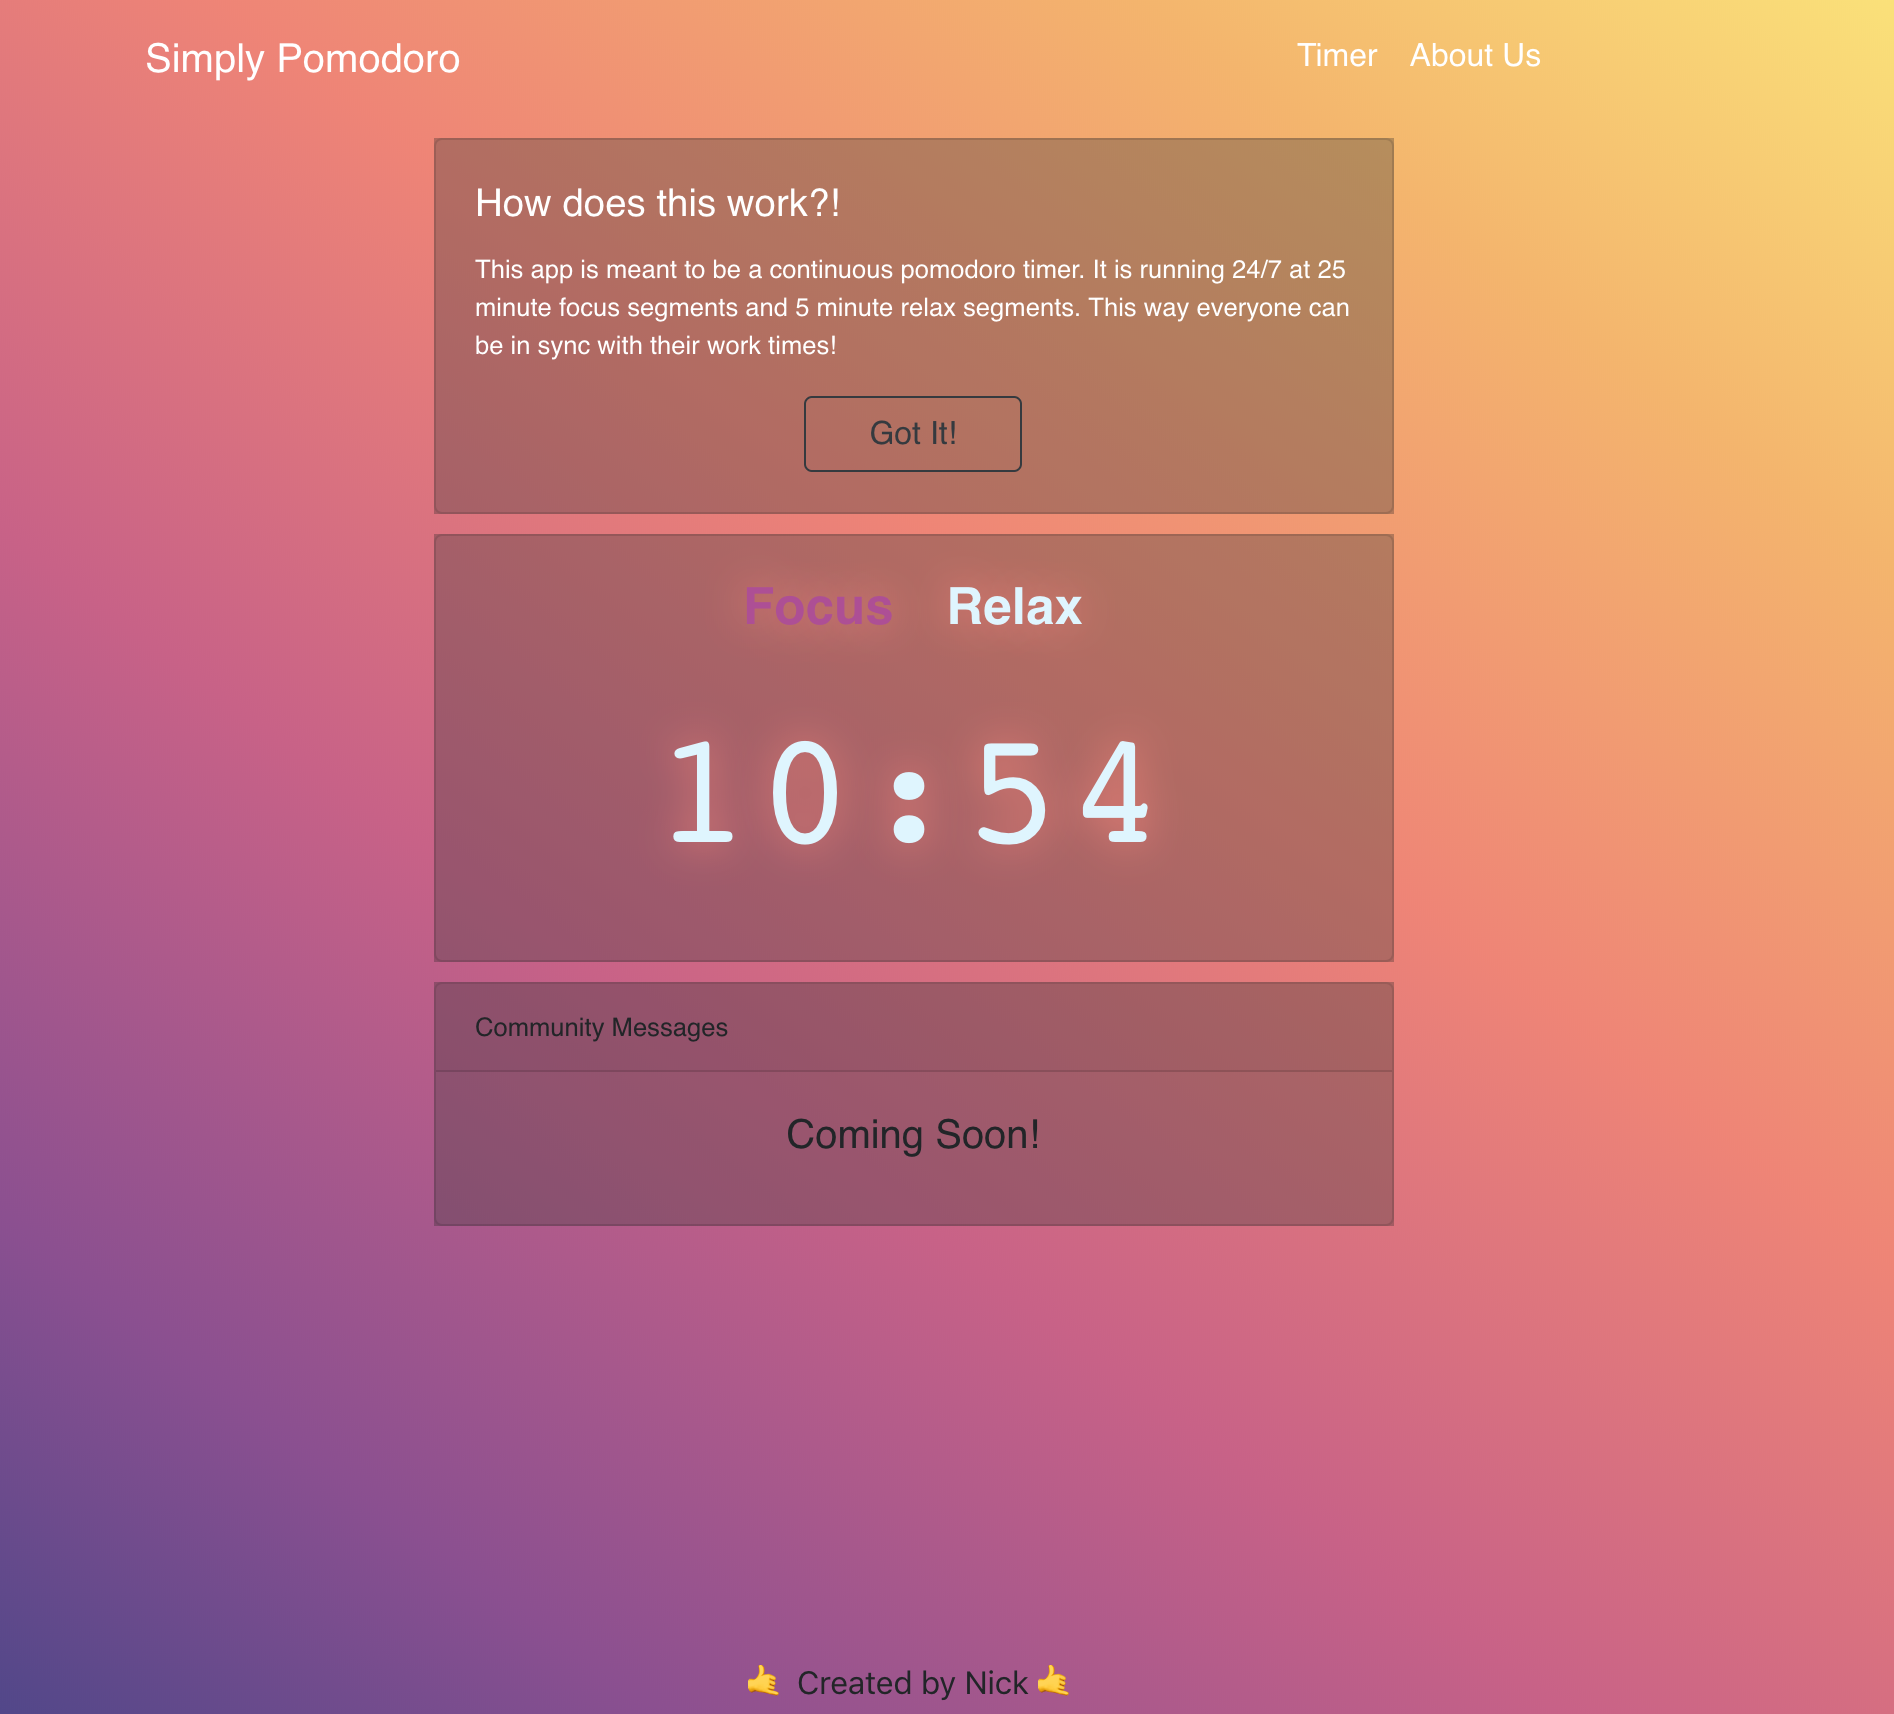 Simply Pomodoro
Timer About Us
How does this work?!
This app is meant to be a continuous pomodoro timer. It is running 24/7 at 25
minute focus segments and 5 minute relax segments. This way everyone can
be in sync with their work times!
Got It!
Focus Relax
10:54
Community Messages
Coming Soon!
🤙 Created by Nick 🤙